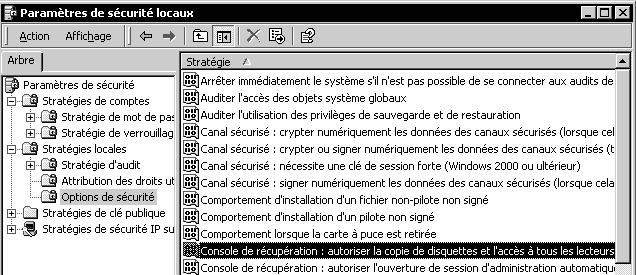 Paramètres de sécurité locaux
Action Affichage
Arbre
Paramètres de sécurité
Stratégies de comptes
Stratégie de mot de pas
Stratégie de verrouillag
Stratégies locales
Stratégie d'audit
Attribution des droits ut
Options de sécurité
Stratégies de clé publique
Stratégies de sécurité IP su
Stratégie
Arrêter immédiatement le système s'il n'est pas possible de se connecter aux audits de
Auditer l'accès des objets système globaux
Auditer l'utilisation des privilèges de sauvegarde et de restauration
Canal sécurisé : crypter numériquement les données des canaux sécurisés (lorsque cel
Canal sécurisé : crypter ou signer numériquement les données des canaux sécurisés (t
Canal sécurisé : nécessite une clé de session forte (Windows 2000 ou ultérieur)
Canal sécurisé : signer numériquement les données des canaux sécurisés (lorsque cela
Comportement d'installation d'un fichier non-pilote non signé
Comportement d'installation d'un pilote non signé
Comportement lorsque la carte à puce est retirée
Console de récupération : autoriser la copie de disquettes et l'accès à tous les lecteurs
Console de récupération : autoriser l'ouverture de session d'administration automatique